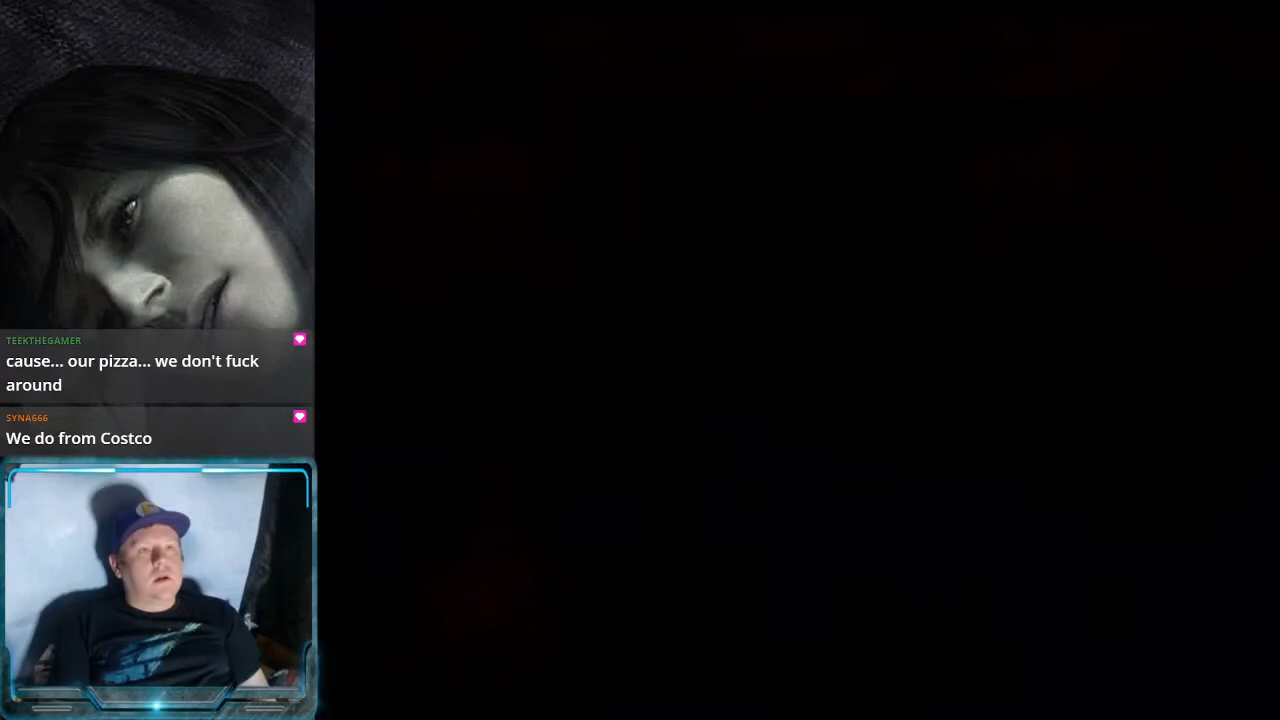 TEEKTHEGAMER
cause... our pizza... we don't fuck
around
SYNA666
We do from Costco